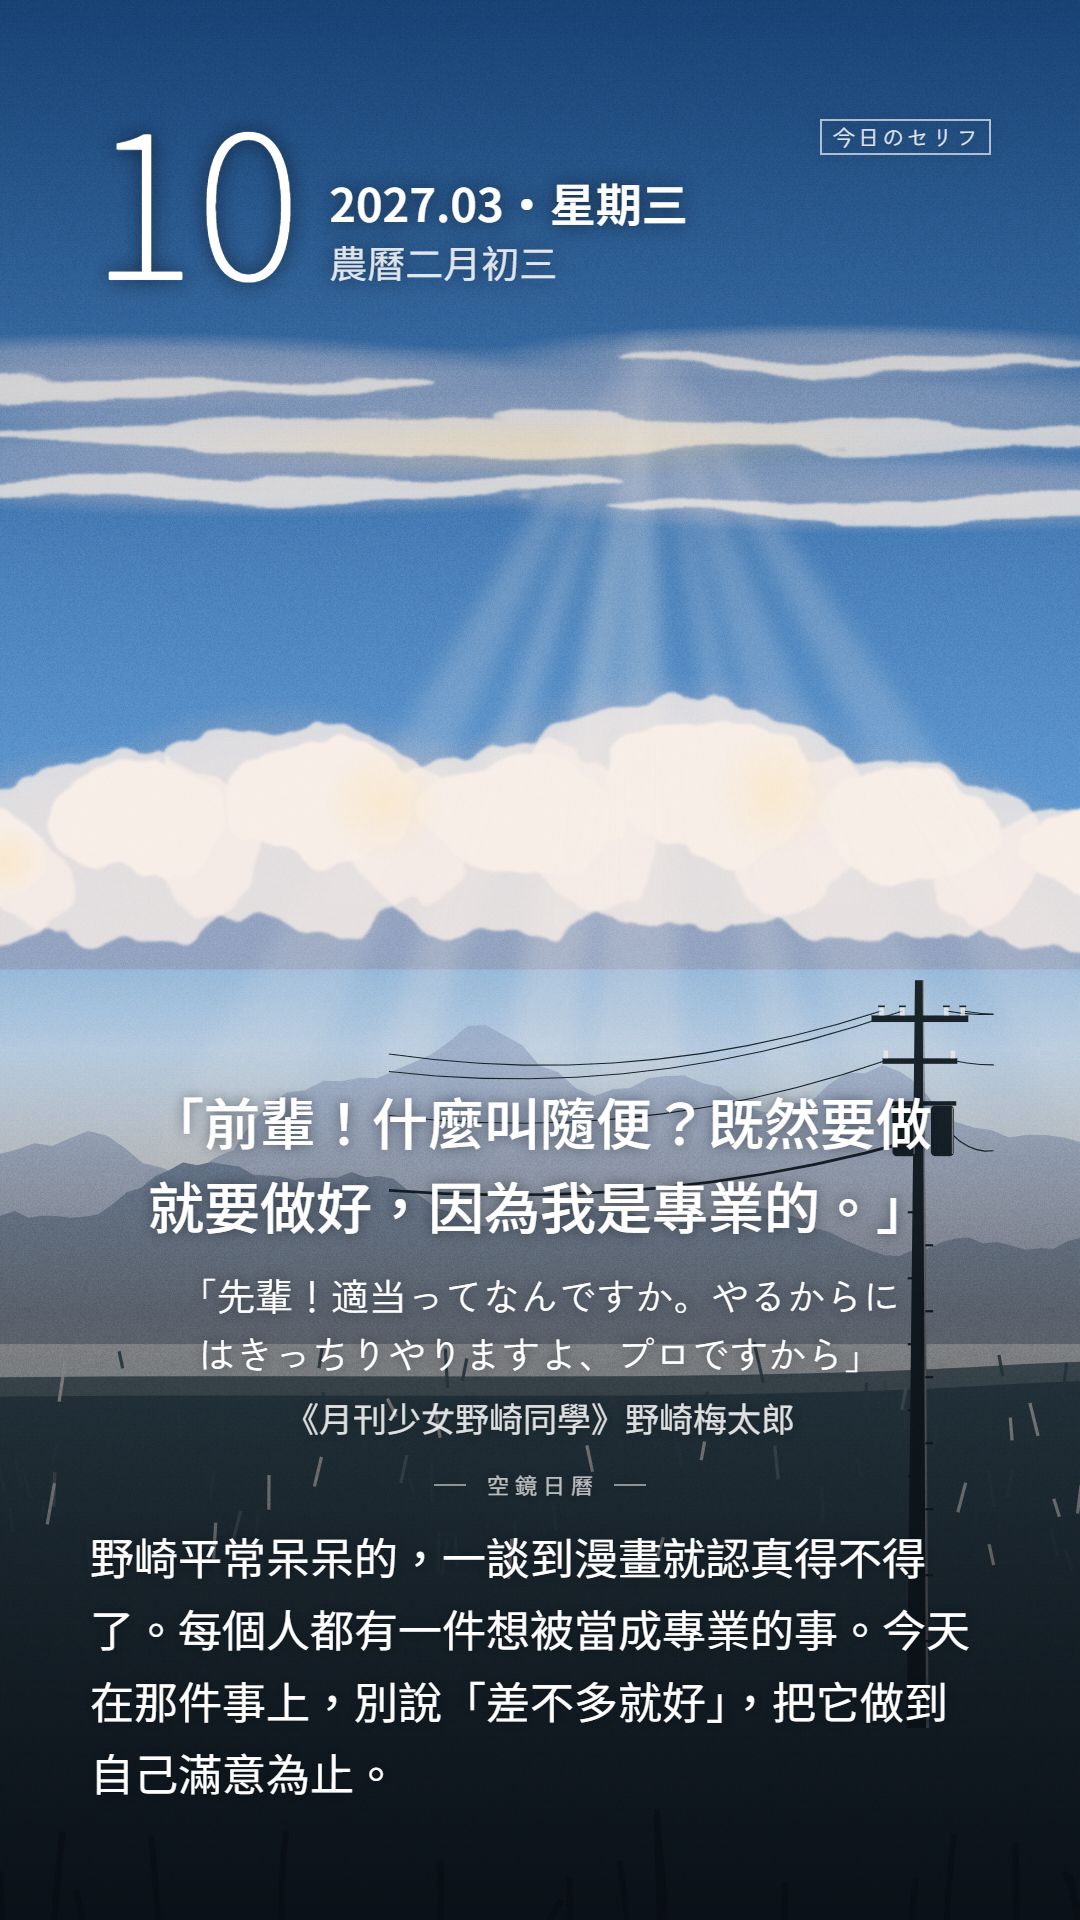 今日のセリフ
10
2027.03・星期三
農曆二月初三
「前輩！什麼叫隨便？既然要做
就要做好，因為我是專業的。」
「先輩！適当ってなんですか。やるからに
はきっちりやりますよ、プロですから」
《月刊少女野崎同學》野崎梅太郎
空鏡日曆
野崎平常呆呆的，一談到漫畫就認真得不得
了。每個人都有一件想被當成專業的事。今天
在那件事上，別說「差不多就好」，把它做到
自己滿意為止。